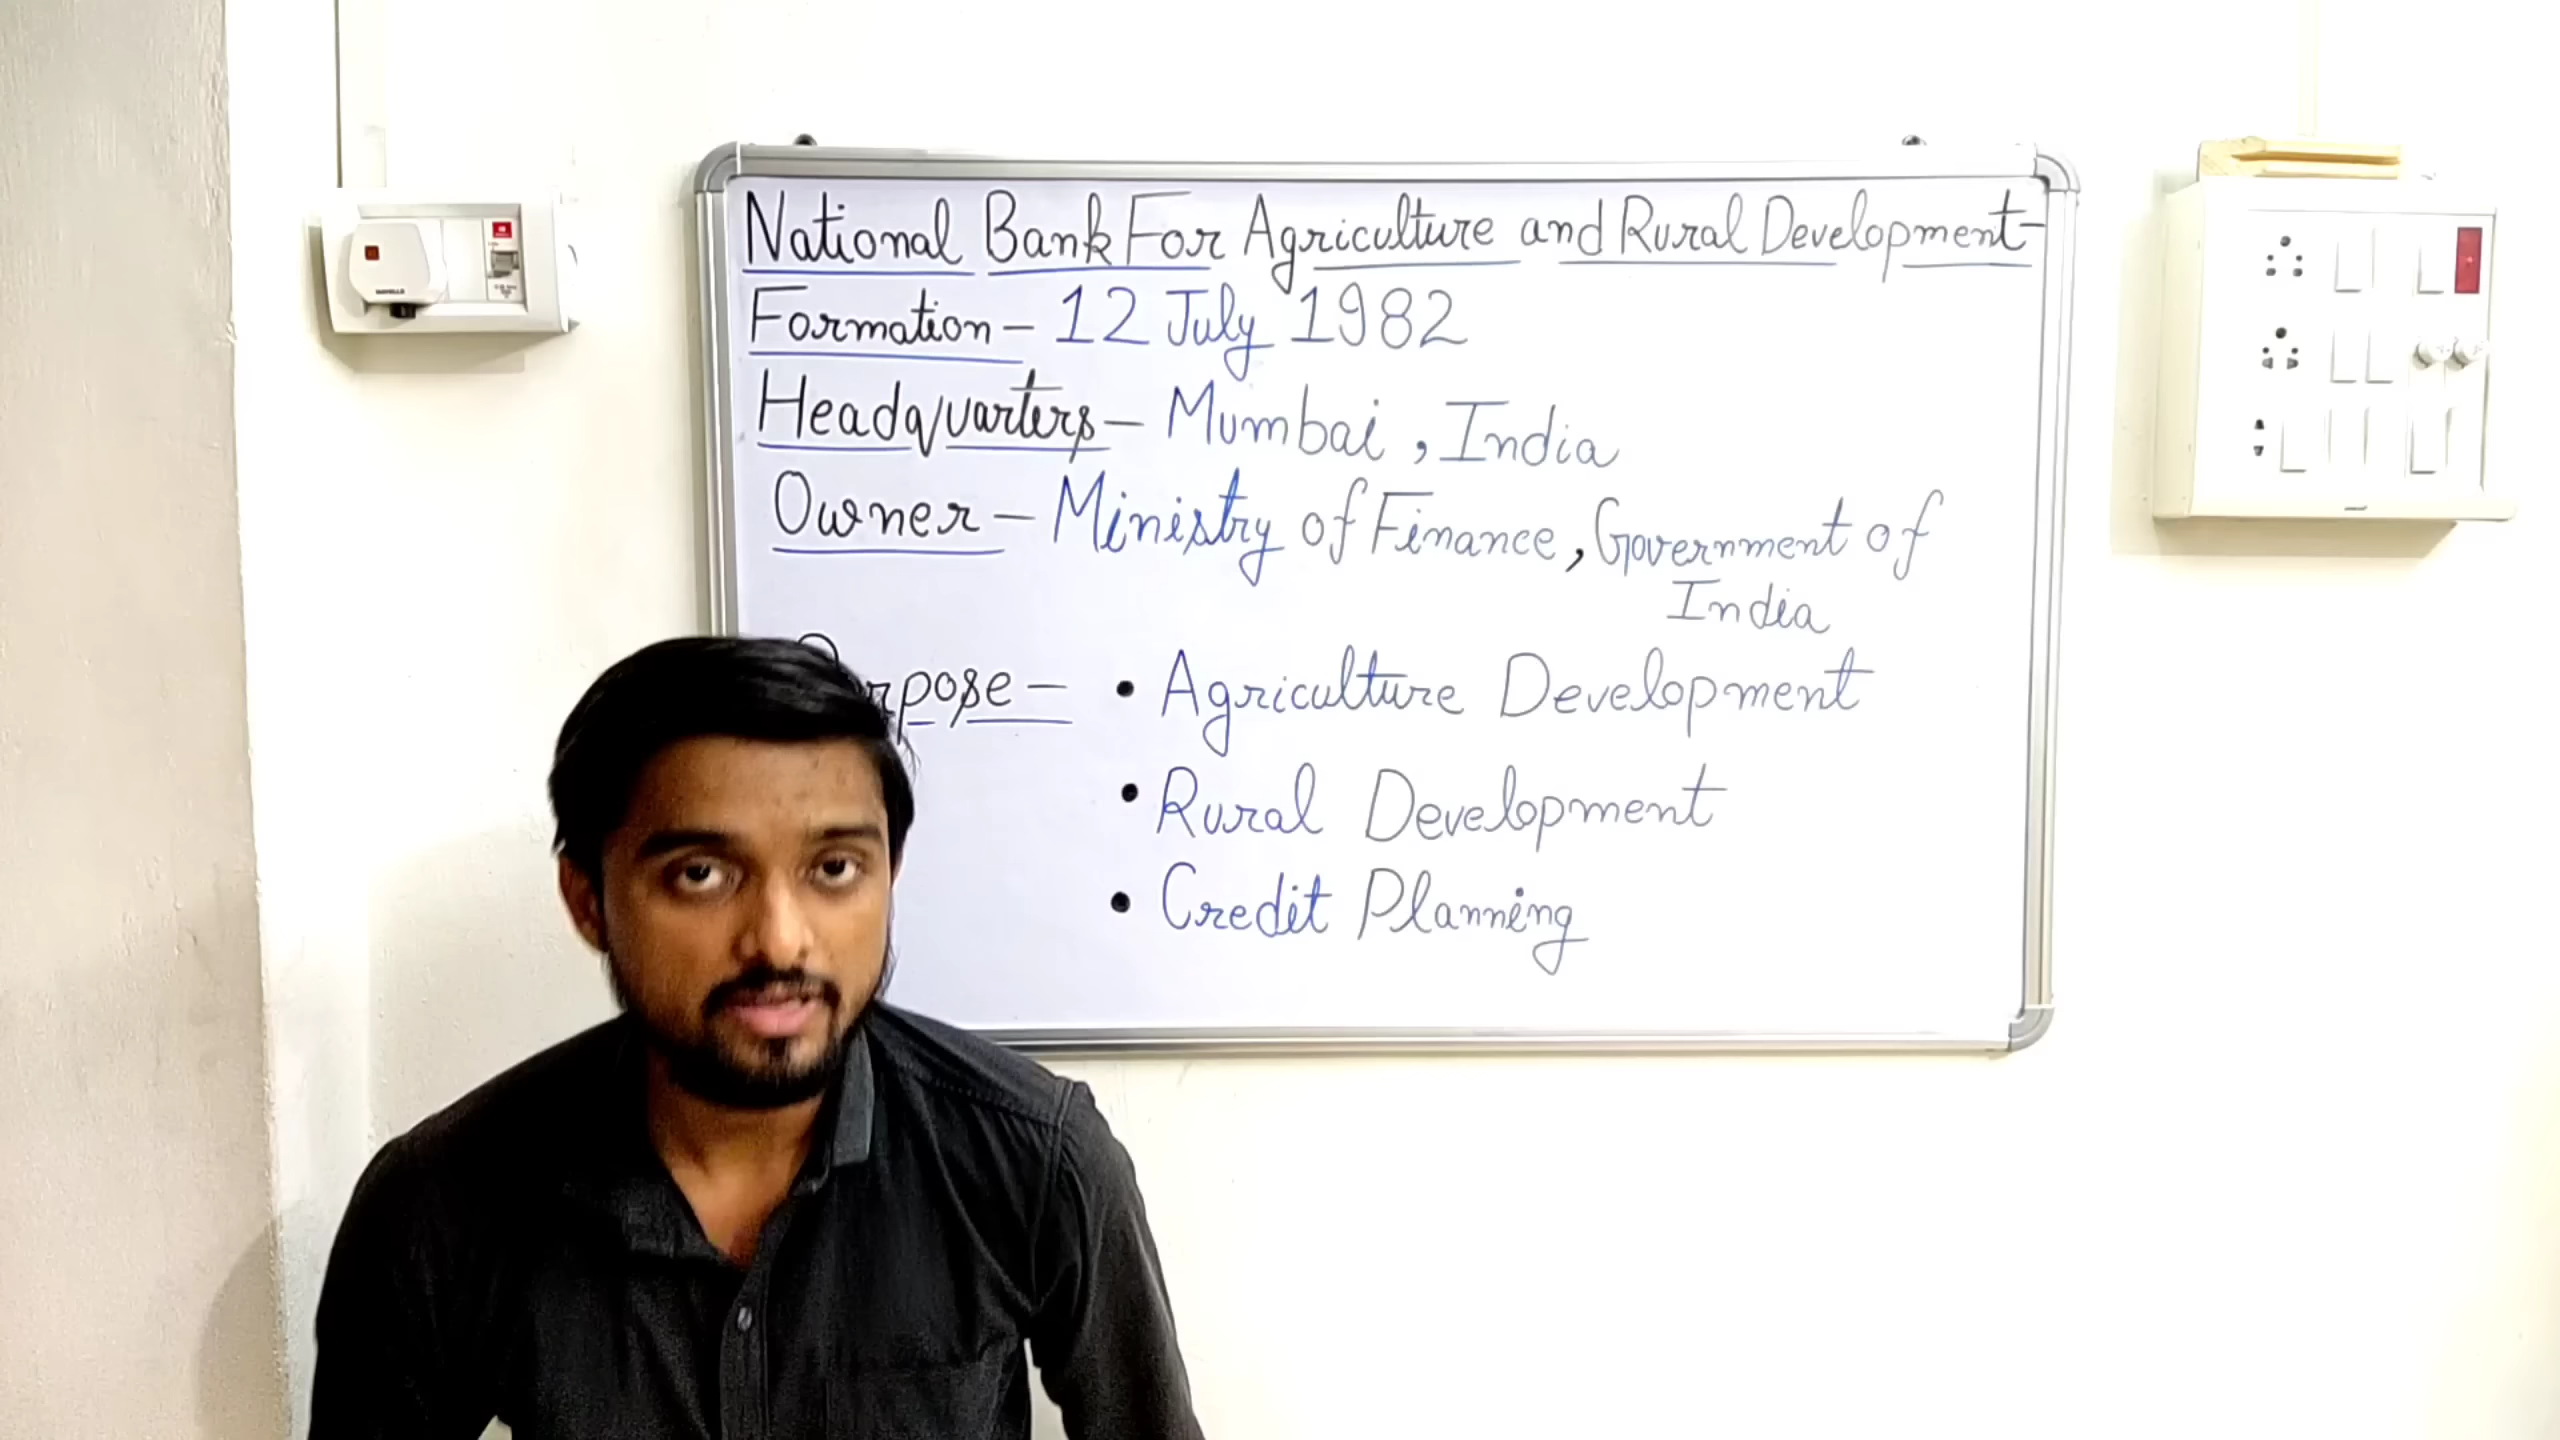 National Bank For Agriculture and Rural Development-
Formation - 12 July 1982
Headquarters - Mumbai, India
Owner - Ministry of Finance, Government of
India
- • Agriculture Development
• Rural Development
• Credit Planning
HAVELLS